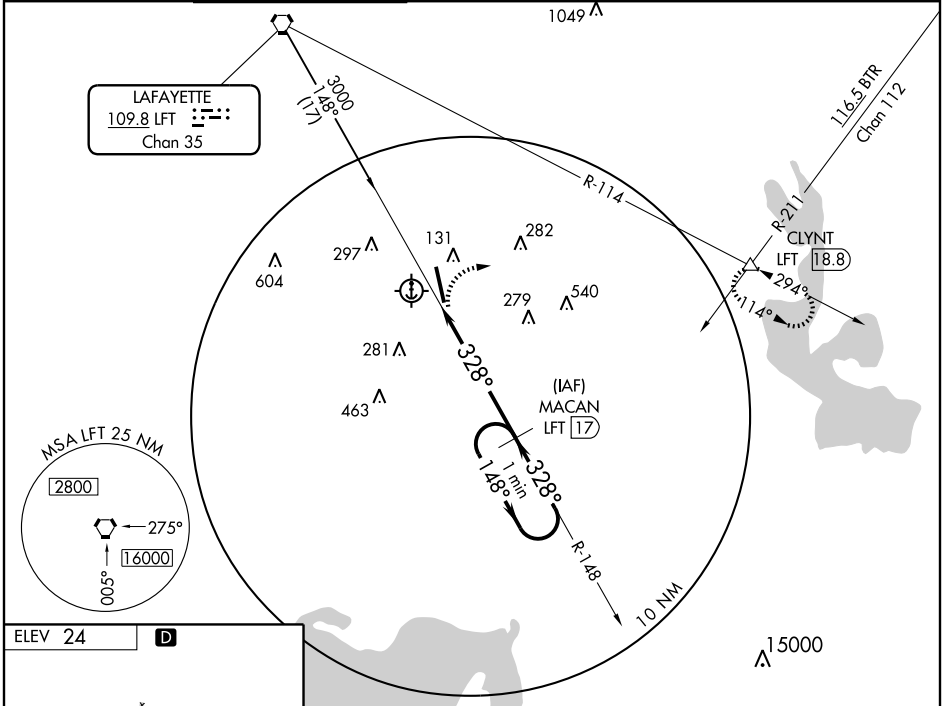 1049
LAFAYETTE
109.8 LFT
Chan 35
3000
148°
(17)
116.5 BTR
Chan 112
R-114
R-211
CLYNT
LFT 18.8
294°
114°
604
297
131
282
279
540
281
463
328°
(IAF)
MACAN
LFT 17
328°
1 min
148°
R-148
10 NM
MSA LFT 25 NM
2800
275°
16000
005°
15000
ELEV 24
D